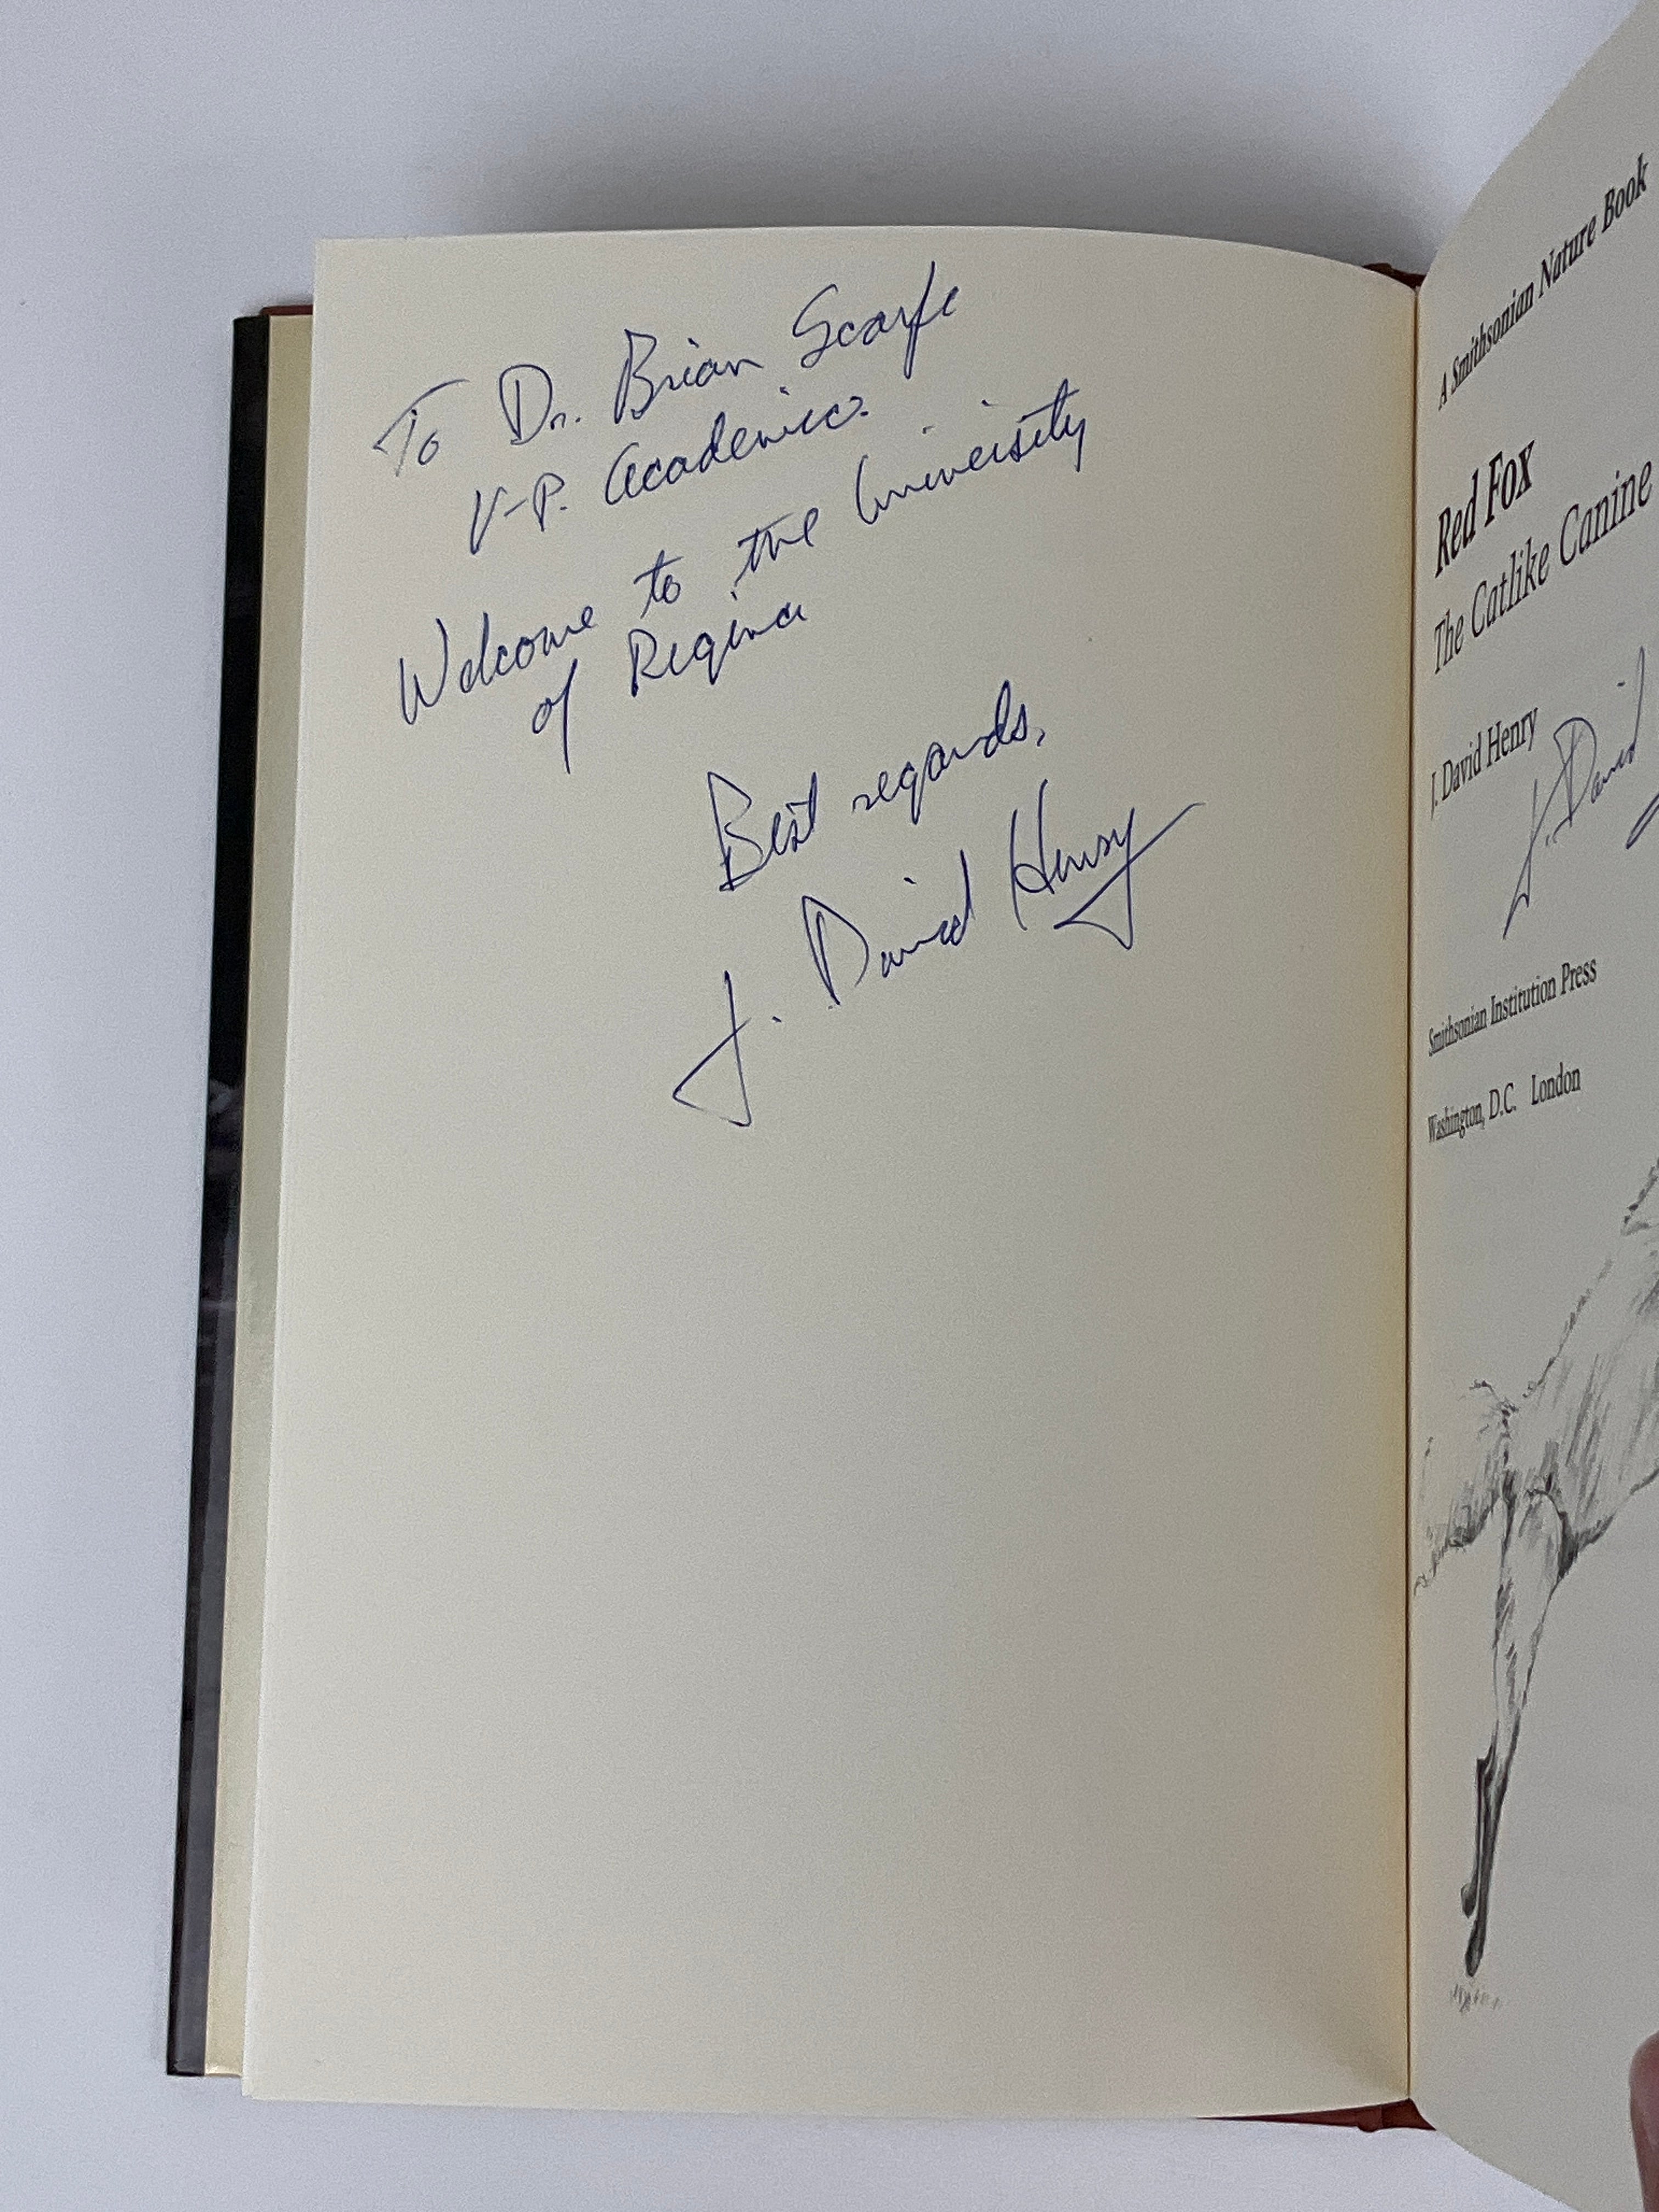 To Dr. Brian Scarfe
V-P. Academic.
Welcome to the University
of Regina
Best regards,
J. David Henry
A Smithsonian Nature Book
Red Fox
The Catlike Canine
J. David Henry
J. David
Smithsonian Institution Press
Washington, D.C. London